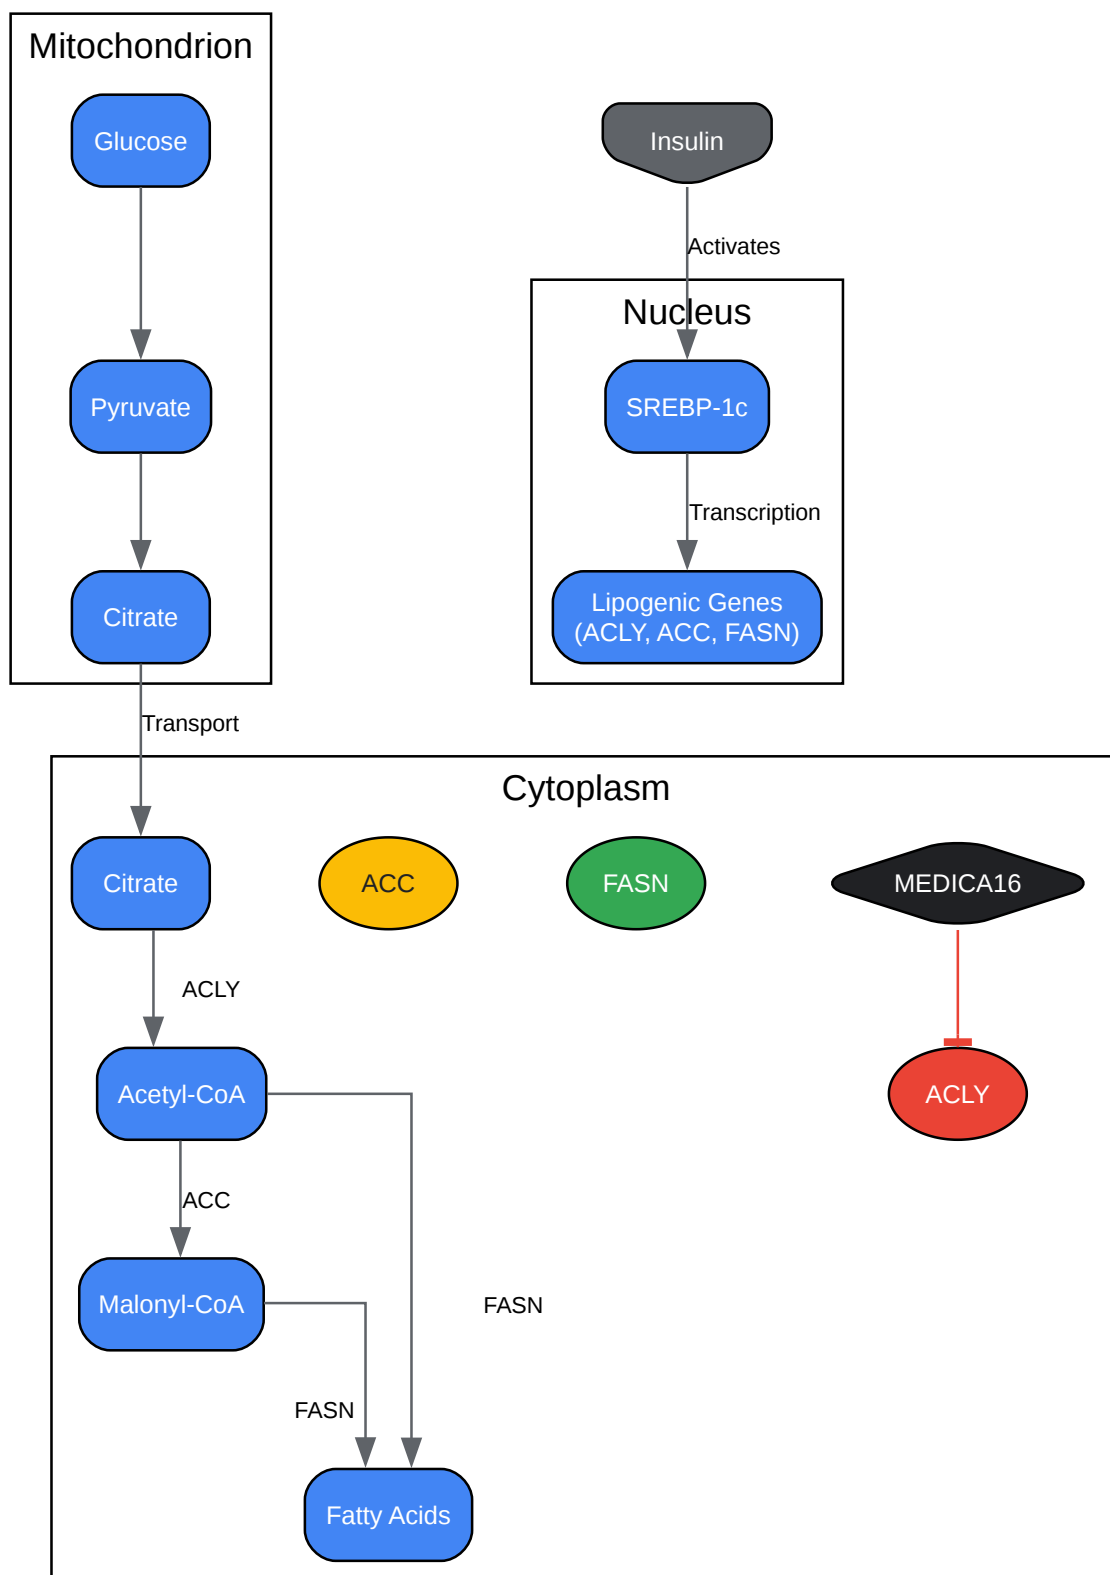 Mitochondrion
Glucose
Insulin
Activates
Nucleus
Pyruvate
SREBP-1c
Transcription
Citrate
Lipogenic Genes
(ACLY, ACC, FASN)
Transport
Cytoplasm
Citrate
ACC
FASN
MEDICA16
ACLY
Acetyl-CoA
ACLY
ACC
Malonyl-CoA
FASN
FASN
Fatty Acids